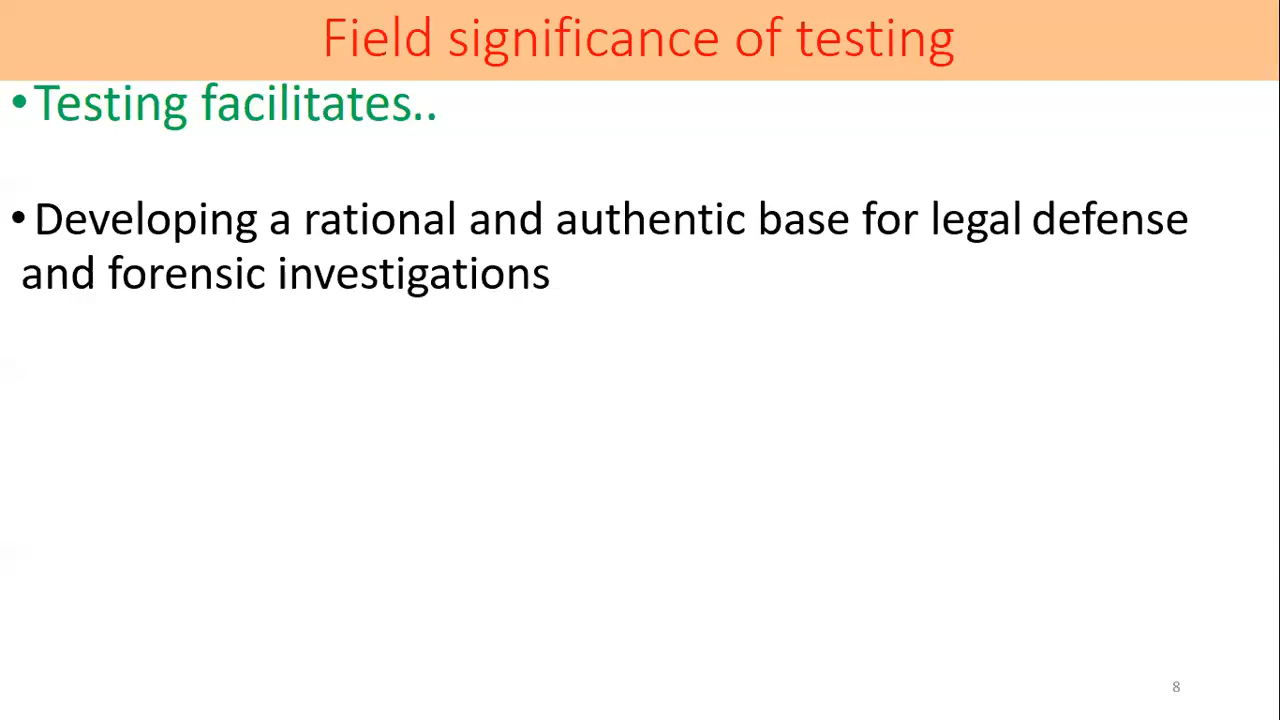 Field significance of testing
•Testing facilitates..
•Developing a rational and authentic base for legal defense
and forensic investigations
8